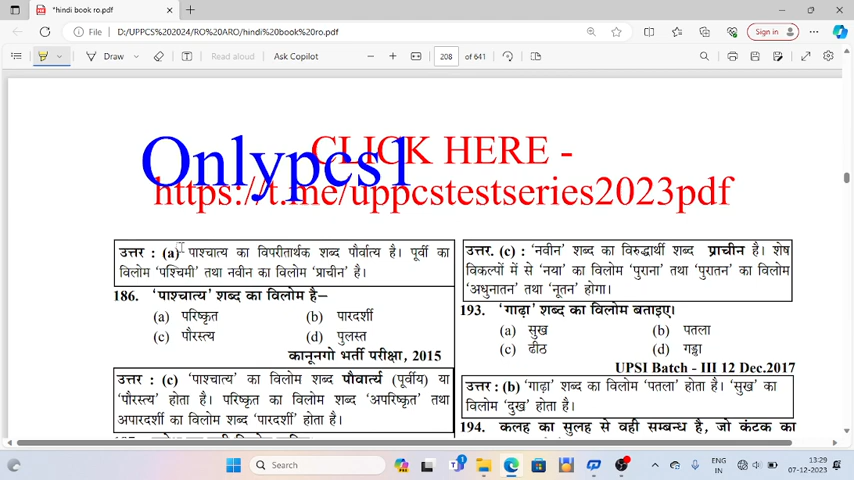 *hindi book ro.pdf
File
D:/UPPCS%202024/RO%20ARO/hindi%20book%20ro.pdf
Sign in
Draw
Read aloud
Ask Copilot
208
of 641
Onlypcs1
CLICK HERE -
https://t.me/uppcstestseries2023pdf
उत्तर : (a) पाश्चात्य का विपरीतार्थक शब्द पौर्वात्य है। पूर्वी का
विलोम 'पश्चिमी' तथा नवीन का विलोम 'प्राचीन' है।
186. 'पाश्चात्य' शब्द का विलोम है–
(a) परिष्कृत (b) पारदर्शी
(c) पौरस्त्य (d) पुलस्त
कानूनगो भर्ती परीक्षा, 2015
उत्तर : (c) 'पाश्चात्य' का विलोम शब्द पौवार्त्य (पूर्वीय) या
'पौरस्त्य' होता है। परिष्कृत का विलोम 'अपरिष्कृत' तथा
अपारदर्शी का विलोम शब्द 'पारदर्शी' होता है।
उत्तर. (c) : 'नवीन' शब्द का विरुद्धार्थी शब्द प्राचीन है। शेष
विकल्पों में से 'नया' का विलोम 'पुराना' तथा 'पुरातन' का विलोम
'अधुनातन' तथा 'नूतन' होगा।
193. 'गाढ़ा' शब्द का विलोम बताइए।
(a) सुख (b) पतला
(c) ढीठ (d) गड्ढा
UPSI Batch - III 12 Dec.2017
उत्तर : (b) 'गाढ़ा' शब्द का विलोम 'पतला' होता है। 'सुख' का
विलोम 'दुख' होता है।
194. कलह का सुलह से वही सम्बन्ध है, जो कंटक का
Search
ENG
IN
13:29
07-12-2023